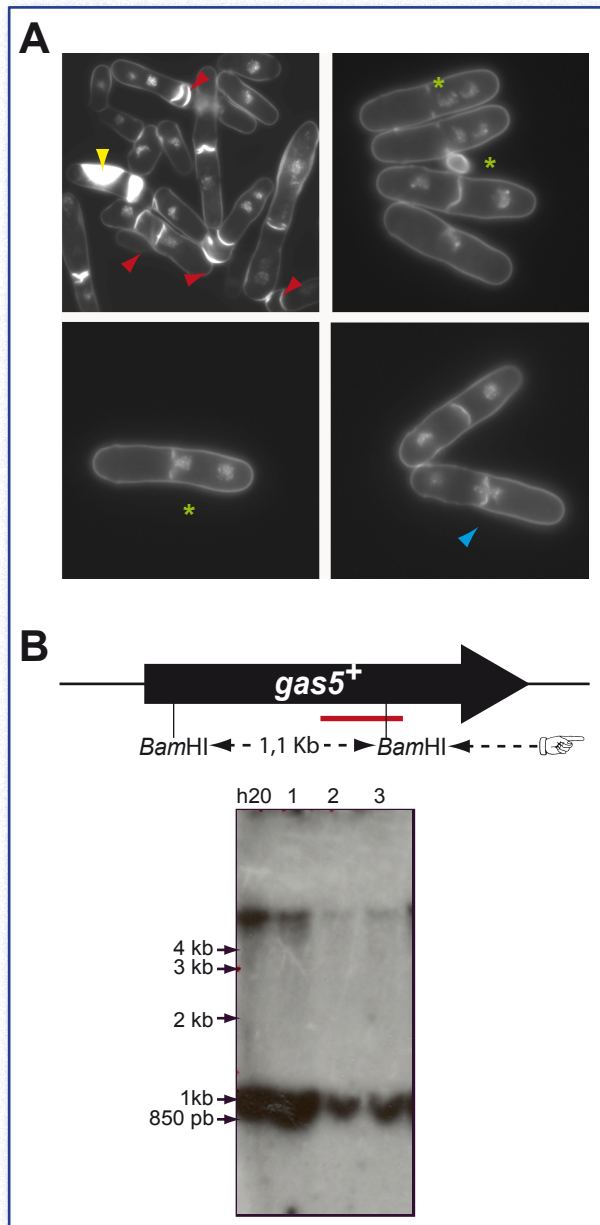 A
*
*
*
B
gas5+
BamHI 1,1 Kb BamHI
h20 1 2 3
4 kb
3 kb
2 kb
1kb
850 pb